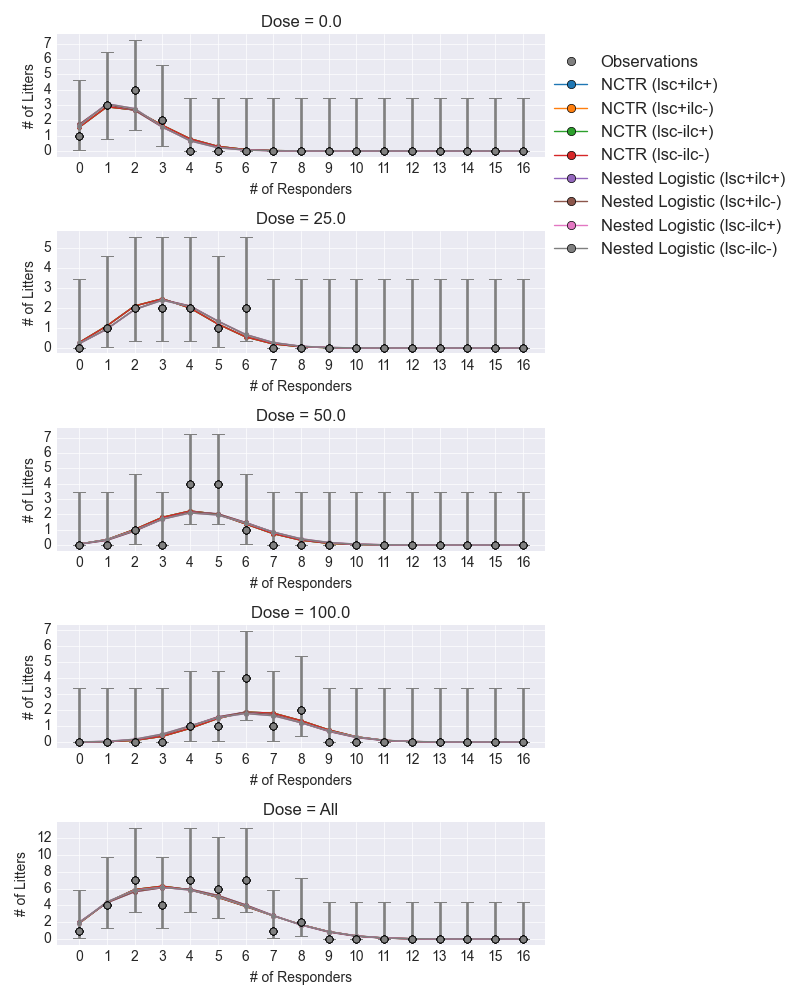 Dose = 0.0
# of Litters
7
6
5
4
3
2
1
0
0 1 2 3 4 5 6 7 8 9 10 11 12 13 14 15 16
# of Responders
Observations
NCTR (lsc+ilc+)
NCTR (lsc+ilc-)
NCTR (lsc-ilc+)
NCTR (lsc-ilc-)
Nested Logistic (lsc+ilc+)
Nested Logistic (lsc+ilc-)
Nested Logistic (lsc-ilc+)
Nested Logistic (lsc-ilc-)
Dose = 25.0
# of Litters
5
4
3
2
1
0
0 1 2 3 4 5 6 7 8 9 10 11 12 13 14 15 16
# of Responders
Dose = 50.0
# of Litters
7
6
5
4
3
2
1
0
0 1 2 3 4 5 6 7 8 9 10 11 12 13 14 15 16
# of Responders
Dose = 100.0
# of Litters
7
6
5
4
3
2
1
0
0 1 2 3 4 5 6 7 8 9 10 11 12 13 14 15 16
# of Responders
Dose = All
# of Litters
12
10
8
6
4
2
0
0 1 2 3 4 5 6 7 8 9 10 11 12 13 14 15 16
# of Responders